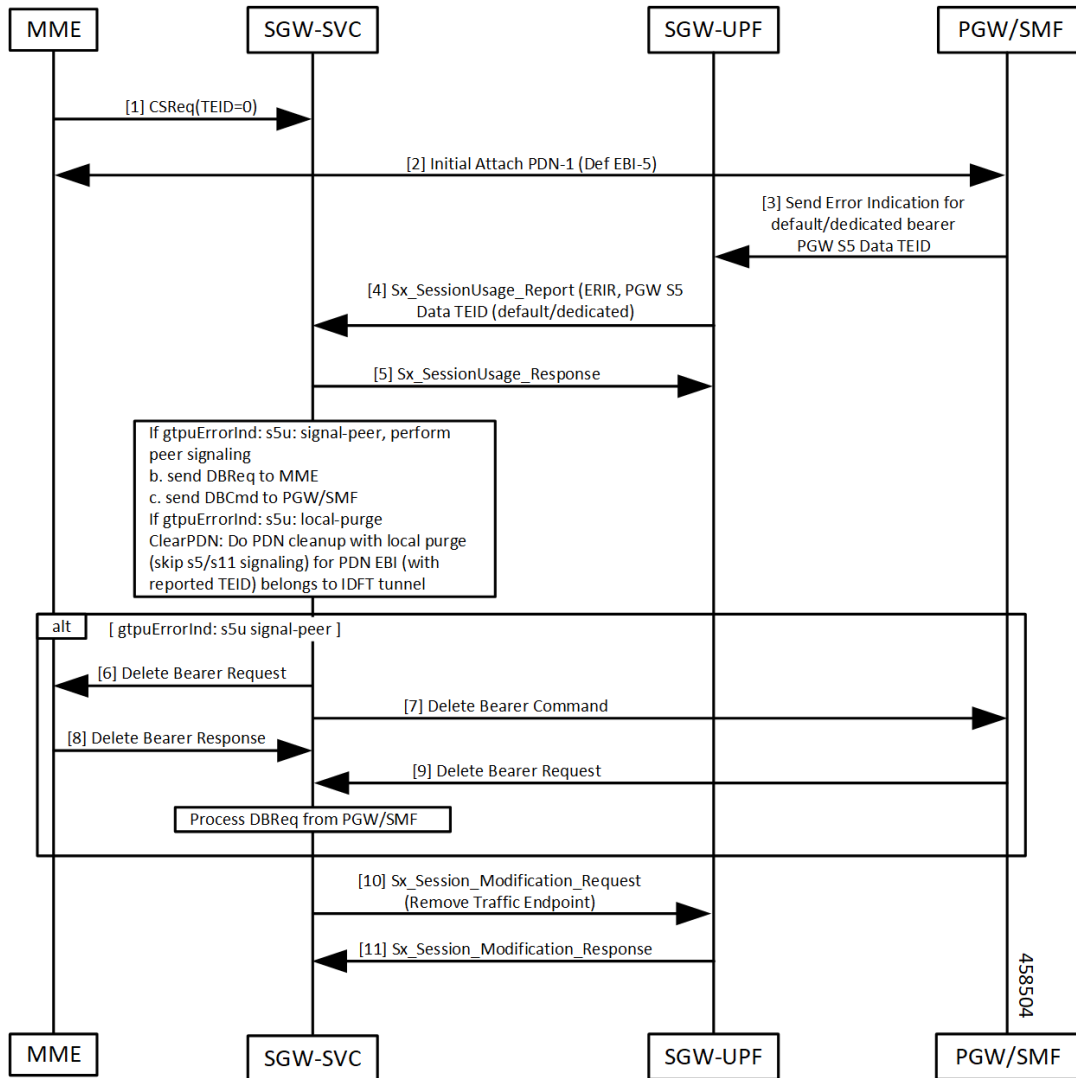 MME
SGW-SVC
SGW-UPF
PGW/SMF
[1] CSReq(TEID=0)
[2] Initial Attach PDN-1 (Def EBI-5)
[3] Send Error Indication for
default/dedicated bearer
PGW S5 Data TEID
[4] Sx_SessionUsage_Report (ERIR, PGW S5
Data TEID (default/dedicated)
[5] Sx_SessionUsage_Response
If gtpuErrorInd: s5u: signal-peer, perform
peer signaling
b. send DBReq to MME
c. send DBCmd to PGW/SMF
If gtpuErrorInd: s5u: local-purge
ClearPDN: Do PDN cleanup with local purge
(skip s5/s11 signaling) for PDN EBI (with
reported TEID) belongs to IDFT tunnel
alt
[ gtpuErrorInd: s5u signal-peer ]
[6] Delete Bearer Request
[7] Delete Bearer Command
[8] Delete Bearer Response
[9] Delete Bearer Request
Process DBReq from PGW/SMF
[10] Sx_Session_Modification_Request
(Remove Traffic Endpoint)
[11] Sx_Session_Modification_Response
458504
MME
SGW-SVC
SGW-UPF
PGW/SMF